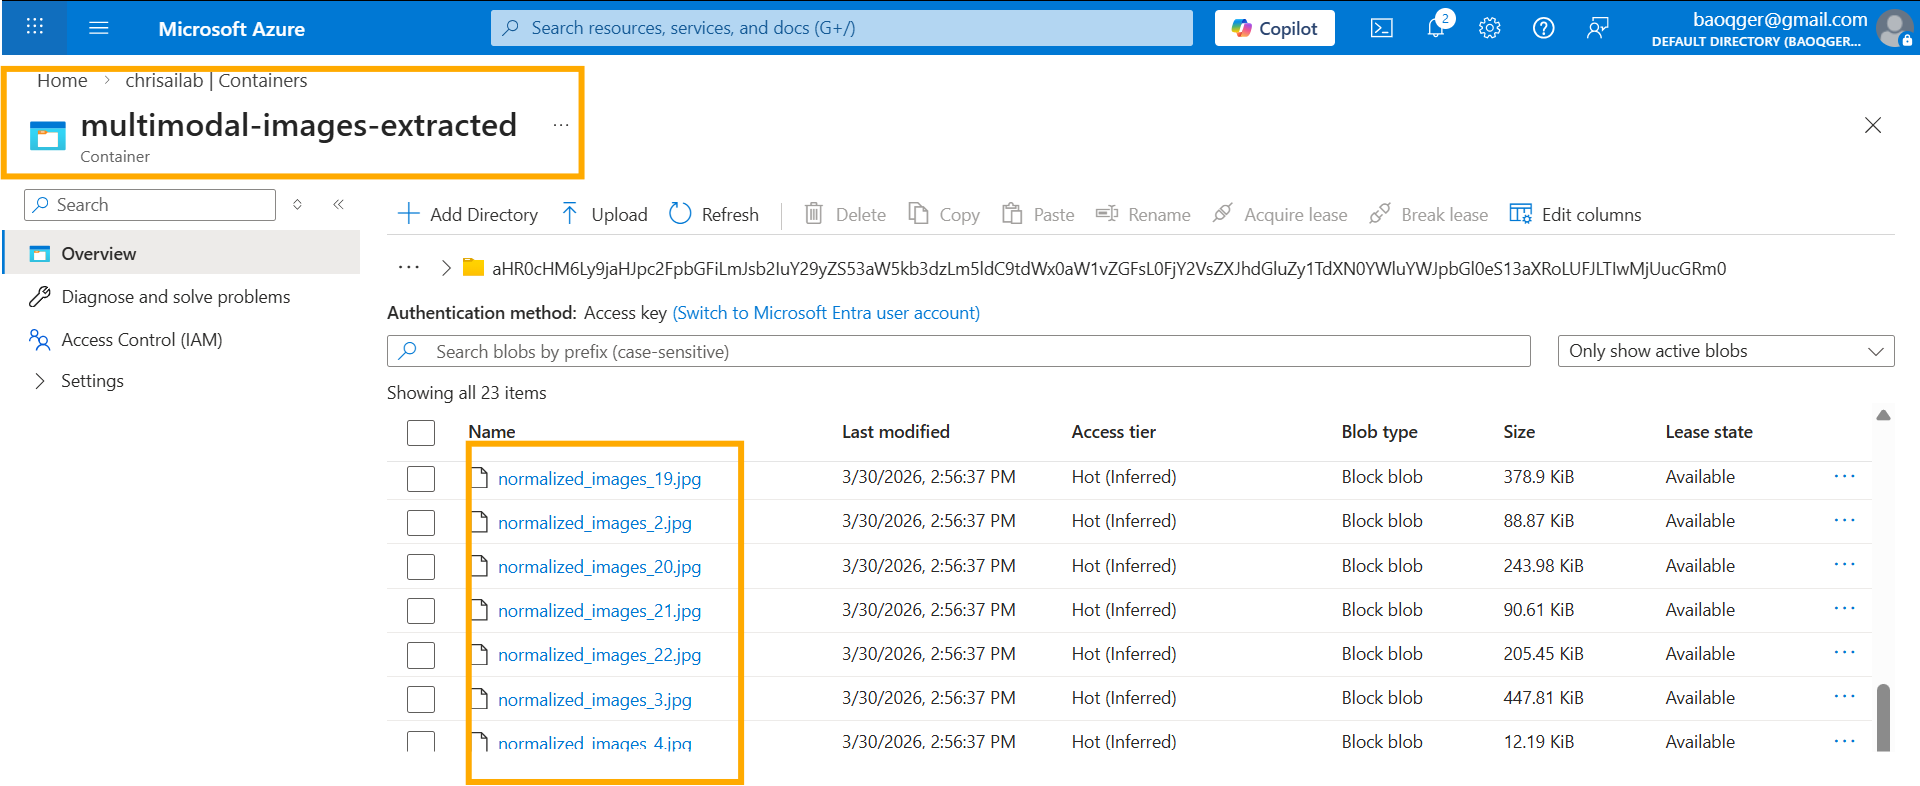 Microsoft Azure
Search resources, services, and docs (G+/)
Copilot
2
baoqger@gmail.com
DEFAULT DIRECTORY (BAOQGER...
Home > chrisailab | Containers
multimodal-images-extracted ...
Container
Search
Overview
Diagnose and solve problems
Access Control (IAM)
Settings
Add Directory Upload Refresh Delete Copy Paste Rename Acquire lease Break lease Edit columns
... > aHR0cHM6Ly9jaHJpc2FpbGFiLmJsb2IuY29yZS53aW5kb3dzLm5ldC9tdWx0aW1vZGFsL0FjY2VsZXJhdGluZy1TdXN0YWluYWJpbGl0eS13aXRoLUFJLTIwMjUucGRm0
Authentication method: Access key (Switch to Microsoft Entra user account)
Search blobs by prefix (case-sensitive)
Only show active blobs
Showing all 23 items
Name Last modified Access tier Blob type Size Lease state
normalized_images_19.jpg 3/30/2026, 2:56:37 PM Hot (Inferred) Block blob 378.9 KiB Available ...
normalized_images_2.jpg 3/30/2026, 2:56:37 PM Hot (Inferred) Block blob 88.87 KiB Available ...
normalized_images_20.jpg 3/30/2026, 2:56:37 PM Hot (Inferred) Block blob 243.98 KiB Available ...
normalized_images_21.jpg 3/30/2026, 2:56:37 PM Hot (Inferred) Block blob 90.61 KiB Available ...
normalized_images_22.jpg 3/30/2026, 2:56:37 PM Hot (Inferred) Block blob 205.45 KiB Available ...
normalized_images_3.jpg 3/30/2026, 2:56:37 PM Hot (Inferred) Block blob 447.81 KiB Available ...
normalized_images_4.jpg 3/30/2026, 2:56:37 PM Hot (Inferred) Block blob 12.19 KiB Available ...